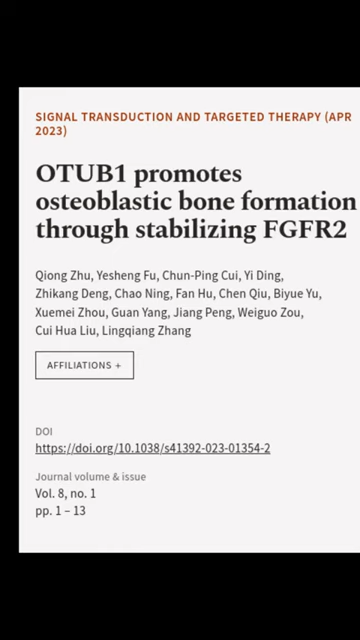 SIGNAL TRANSDUCTION AND TARGETED THERAPY (APR
2023)
OTUB1 promotes
osteoblastic bone formation
through stabilizing FGFR2
Qiong Zhu, Yesheng Fu, Chun-Ping Cui, Yi Ding,
Zhikang Deng, Chao Ning, Fan Hu, Chen Qiu, Biyue Yu,
Xuemei Zhou, Guan Yang, Jiang Peng, Weiguo Zou,
Cui Hua Liu, Lingqiang Zhang
AFFILIATIONS +
DOI
https://doi.org/10.1038/s41392-023-01354-2
Journal volume & issue
Vol. 8, no. 1
pp. 1 – 13